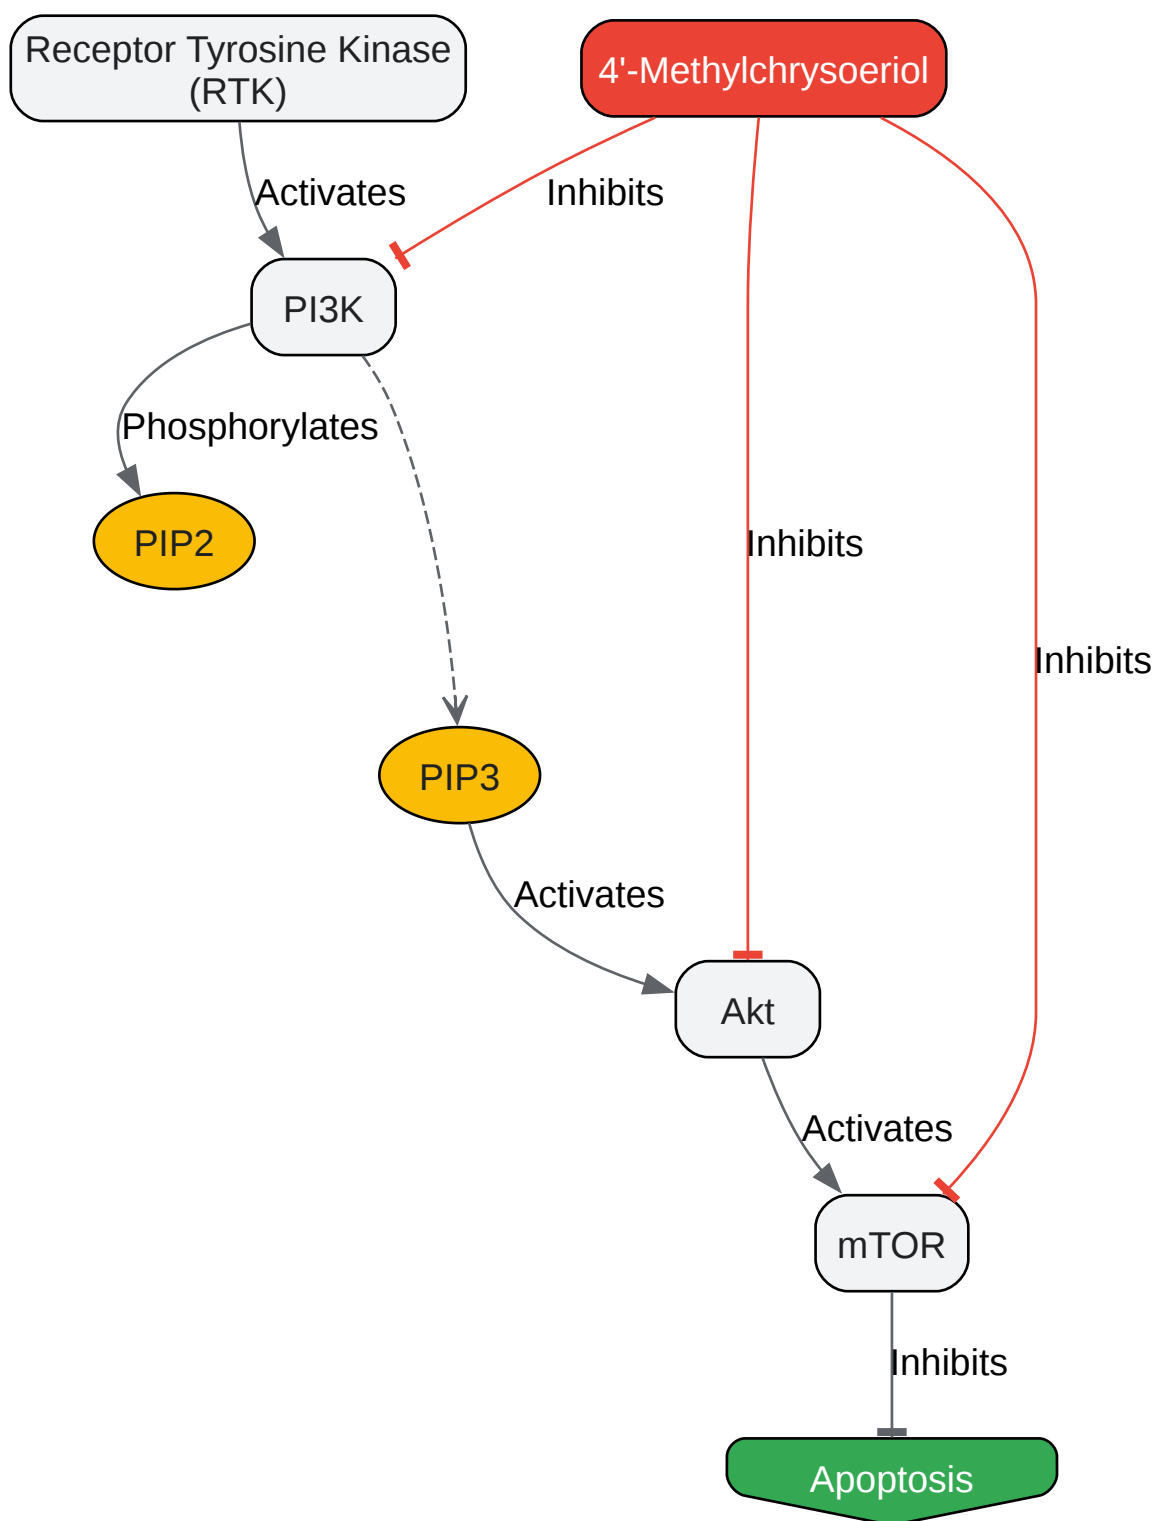 Receptor Tyrosine Kinase
(RTK)
4'-Methylchrysoeriol
Activates
Inhibits
PI3K
Phosphorylates
PIP2
Inhibits
Inhibits
PIP3
Activates
Akt
Activates
mTOR
Inhibits
Apoptosis